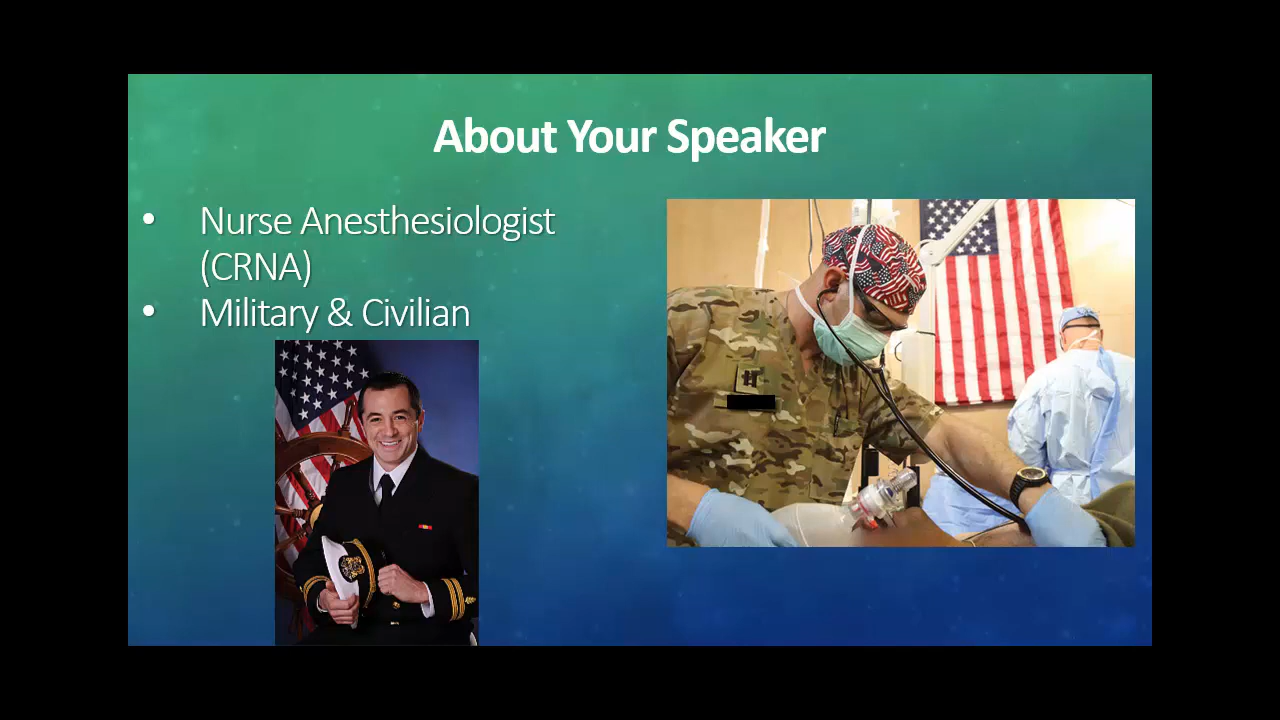 About Your Speaker
• Nurse Anesthesiologist
(CRNA)
• Military & Civilian